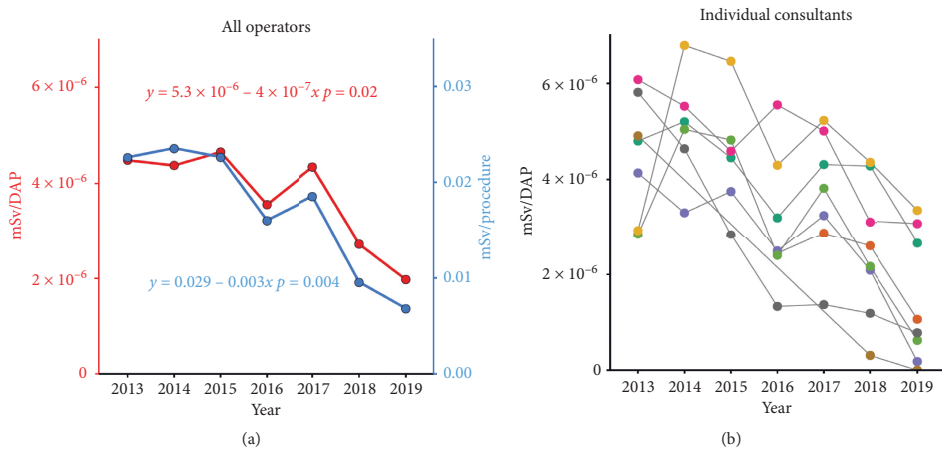 All operators
mSv/DAP
6 × 10⁻⁶
4 × 10⁻⁶
2 × 10⁻⁶
0
y = 5.3 × 10⁻⁶ – 4 × 10⁻⁷x p = 0.02
y = 0.029 – 0.003x p = 0.004
0.03
0.02
0.01
0.00
mSv/procedure
2013 2014 2015 2016 2017 2018 2019
Year
(a)
Individual consultants
mSv/DAP
6 × 10⁻⁶
4 × 10⁻⁶
2 × 10⁻⁶
0
2013 2014 2015 2016 2017 2018 2019
Year
(b)